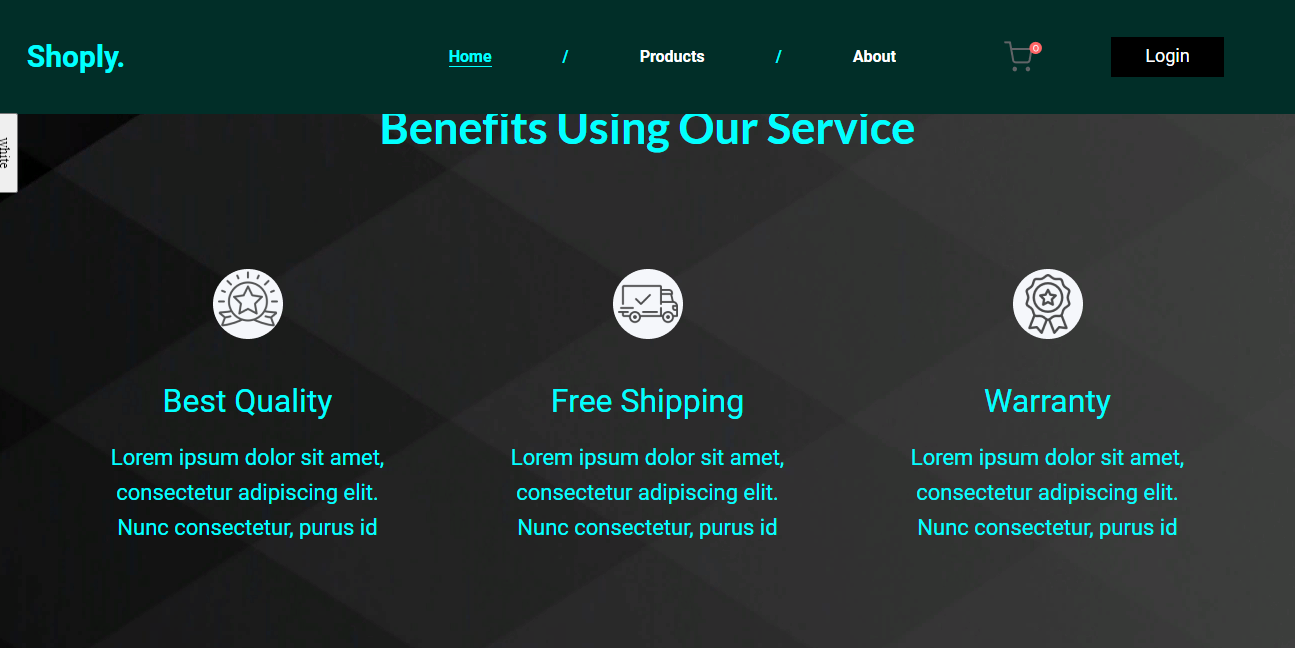 Shoply.
Home / Products / About 0 Login
Benefits Using Our Service
white
Best Quality
Lorem ipsum dolor sit amet,
consectetur adipiscing elit.
Nunc consectetur, purus id
Free Shipping
Lorem ipsum dolor sit amet,
consectetur adipiscing elit.
Nunc consectetur, purus id
Warranty
Lorem ipsum dolor sit amet,
consectetur adipiscing elit.
Nunc consectetur, purus id